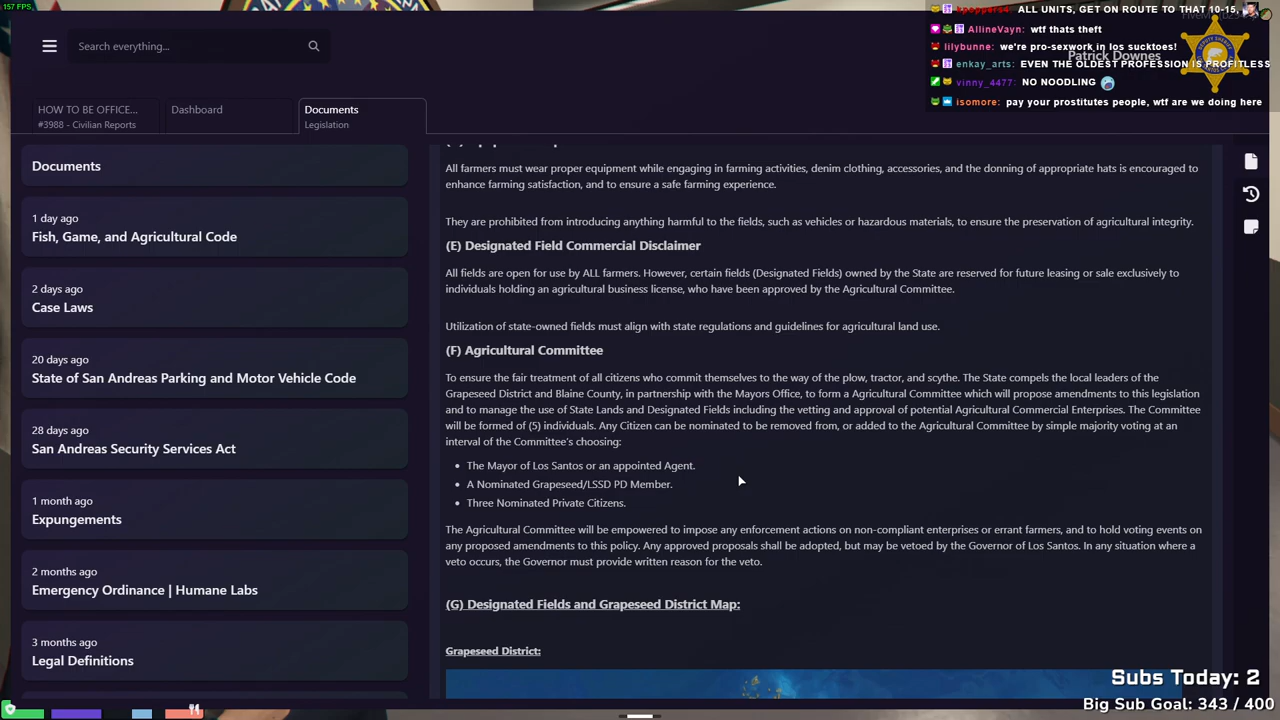 157 FPS
Search everything...
Patrick Downes
ALL UNITS, GET ON ROUTE TO THAT 10-15,
AllineVayn: wtf thats theft
lilybunne: we're pro-sexwork in los sucktoes!
enkay_arts: EVEN THE OLDEST PROFESSION IS PROFITLESS
vinny_4477: NO NOODLING
isomore: pay your prostitutes people, wtf are we doing here
HOW TO BE OFFICE...
#3988 - Civilian Reports
Dashboard
Documents
Legislation
Documents
1 day ago
Fish, Game, and Agricultural Code
2 days ago
Case Laws
20 days ago
State of San Andreas Parking and Motor Vehicle Code
28 days ago
San Andreas Security Services Act
1 month ago
Expungements
2 months ago
Emergency Ordinance | Humane Labs
3 months ago
Legal Definitions
All farmers must wear proper equipment while engaging in farming activities, denim clothing, accessories, and the donning of appropriate hats is encouraged to
enhance farming satisfaction, and to ensure a safe farming experience.
They are prohibited from introducing anything harmful to the fields, such as vehicles or hazardous materials, to ensure the preservation of agricultural integrity.
(E) Designated Field Commercial Disclaimer
All fields are open for use by ALL farmers. However, certain fields (Designated Fields) owned by the State are reserved for future leasing or sale exclusively to
individuals holding an agricultural business license, who have been approved by the Agricultural Committee.
Utilization of state-owned fields must align with state regulations and guidelines for agricultural land use.
(F) Agricultural Committee
To ensure the fair treatment of all citizens who commit themselves to the way of the plow, tractor, and scythe. The State compels the local leaders of the
Grapeseed District and Blaine County, in partnership with the Mayors Office, to form a Agricultural Committee which will propose amendments to this legislation
and to manage the use of State Lands and Designated Fields including the vetting and approval of potential Agricultural Commercial Enterprises. The Committee
will be formed of (5) individuals. Any Citizen can be nominated to be removed from, or added to the Agricultural Committee by simple majority voting at an
interval of the Committee's choosing:
• The Mayor of Los Santos or an appointed Agent.
• A Nominated Grapeseed/LSSD PD Member.
• Three Nominated Private Citizens.
The Agricultural Committee will be empowered to impose any enforcement actions on non-compliant enterprises or errant farmers, and to hold voting events on
any proposed amendments to this policy. Any approved proposals shall be adopted, but may be vetoed by the Governor of Los Santos. In any situation where a
veto occurs, the Governor must provide written reason for the veto.
(G) Designated Fields and Grapeseed District Map:
Grapeseed District:
Subs Today: 2
Big Sub Goal: 343 / 400